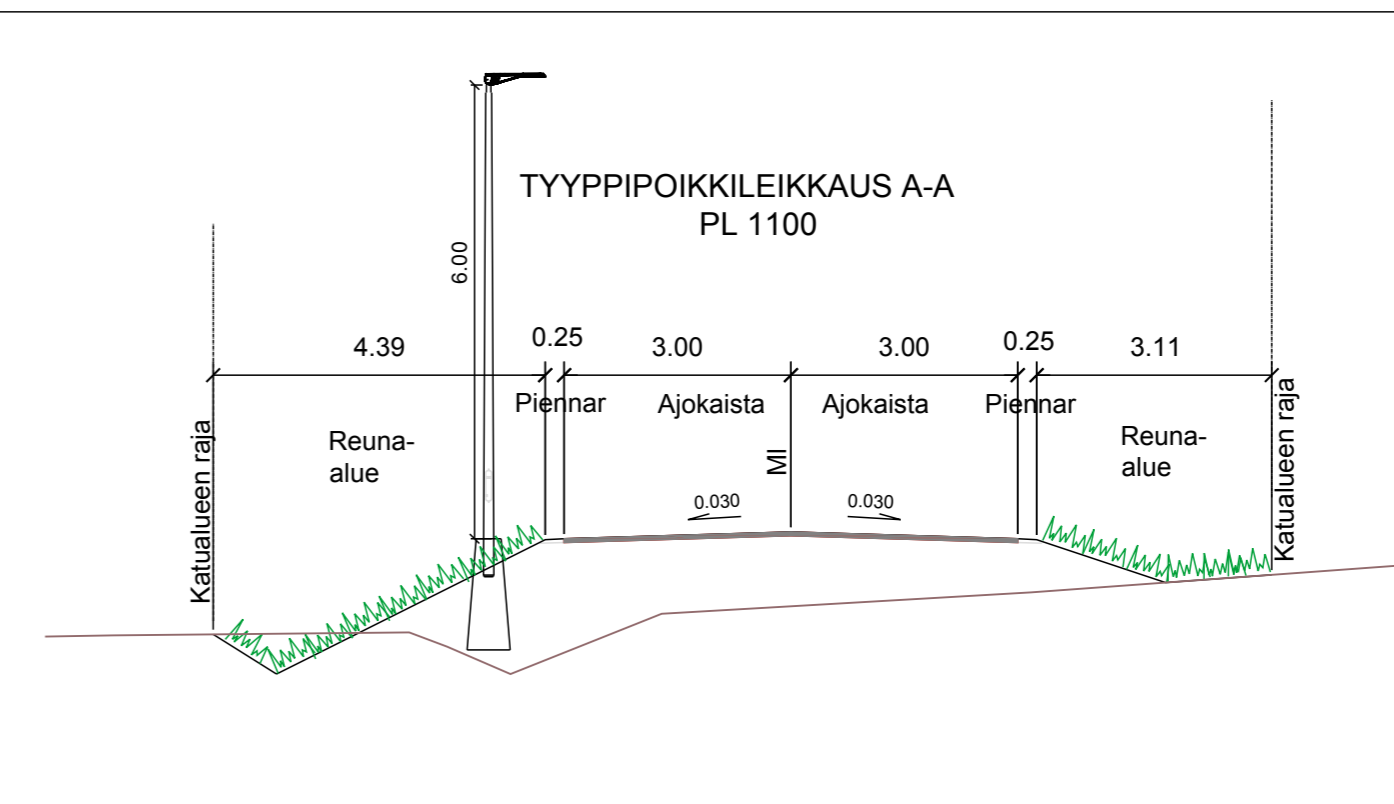 TYYPPIPOIKKILEIKKAUS A-A
PL 1100
6.00
4.39
0.25
3.00
3.00
0.25
3.11
Piennar
Ajokaista
Ajokaista
Piennar
Reuna-
alue
Reuna-
alue
Katualueen raja
MI
Katualueen raja
0.030
0.030